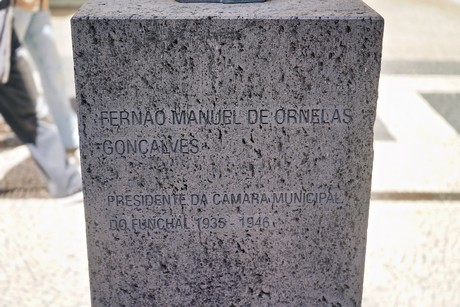 FERNÃO MANUEL DE ORNELAS
GONÇALVES
PRESIDENTE DA CÂMARA MUNICIPAL
DO FUNCHAL 1935 - 1946